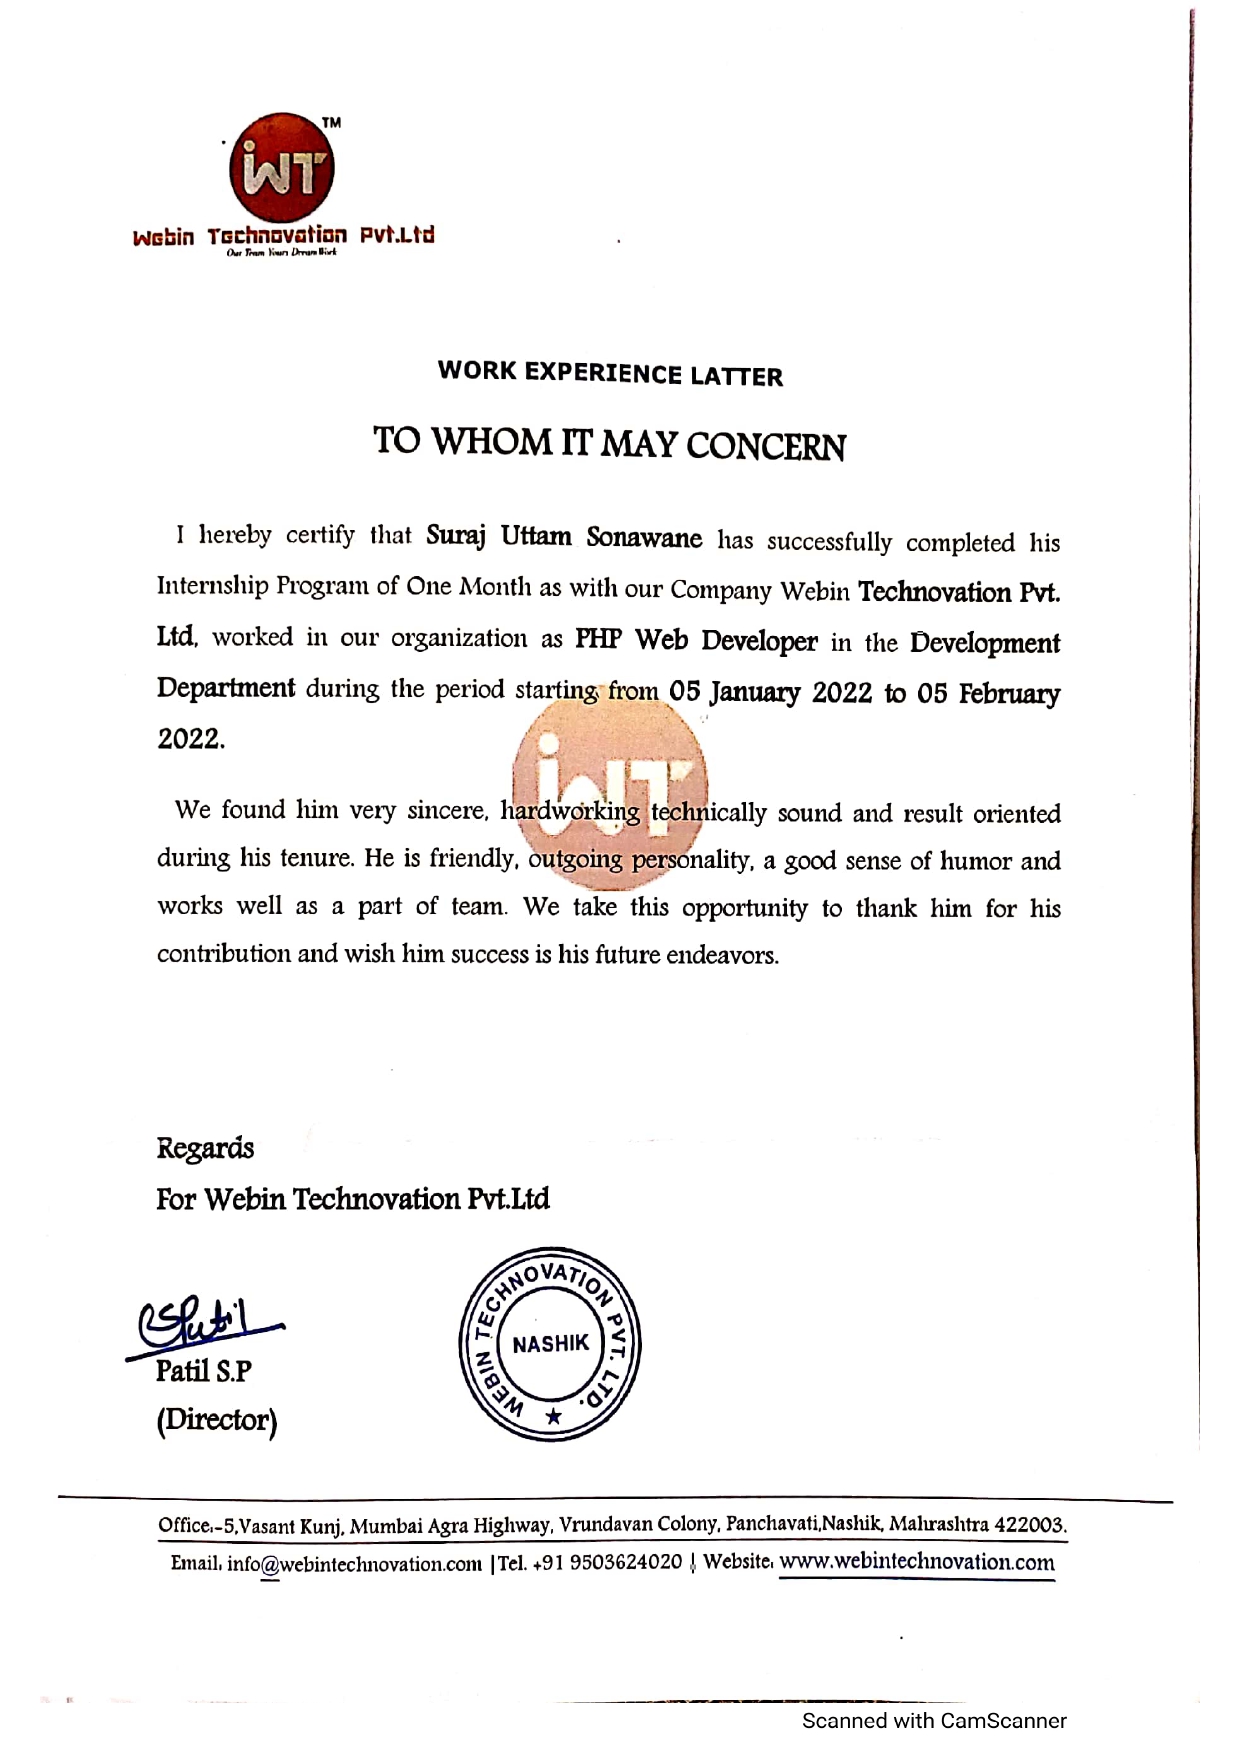 TM
iWT
Webin Technovation Pvt.Ltd
Our Team Yours Dream Work
WORK EXPERIENCE LATTER
TO WHOM IT MAY CONCERN
I hereby certify that Suraj Uttam Sonawane has successfully completed his
Internship Program of One Month as with our Company Webin Technovation Pvt.
Ltd, worked in our organization as PHP Web Developer in the Development
Department during the period starting from 05 January 2022 to 05 February
2022.
iWT
We found him very sincere, hardworking technically sound and result oriented
during his tenure. He is friendly, outgoing personality, a good sense of humor and
works well as a part of team. We take this opportunity to thank him for his
contribution and wish him success is his future endeavors.
Regards
For Webin Technovation Pvt.Ltd
SPatil
Patil S.P
(Director)
WEBIN TECHNOVATION PVT. LTD.
NASHIK
Office:-5,Vasant Kunj, Mumbai Agra Highway, Vrundavan Colony, Panchavati,Nashik, Mahrashtra 422003.
Email: info@webintechnovation.com |Tel. +91 9503624020 | Website: www.webintechnovation.com
Scanned with CamScanner